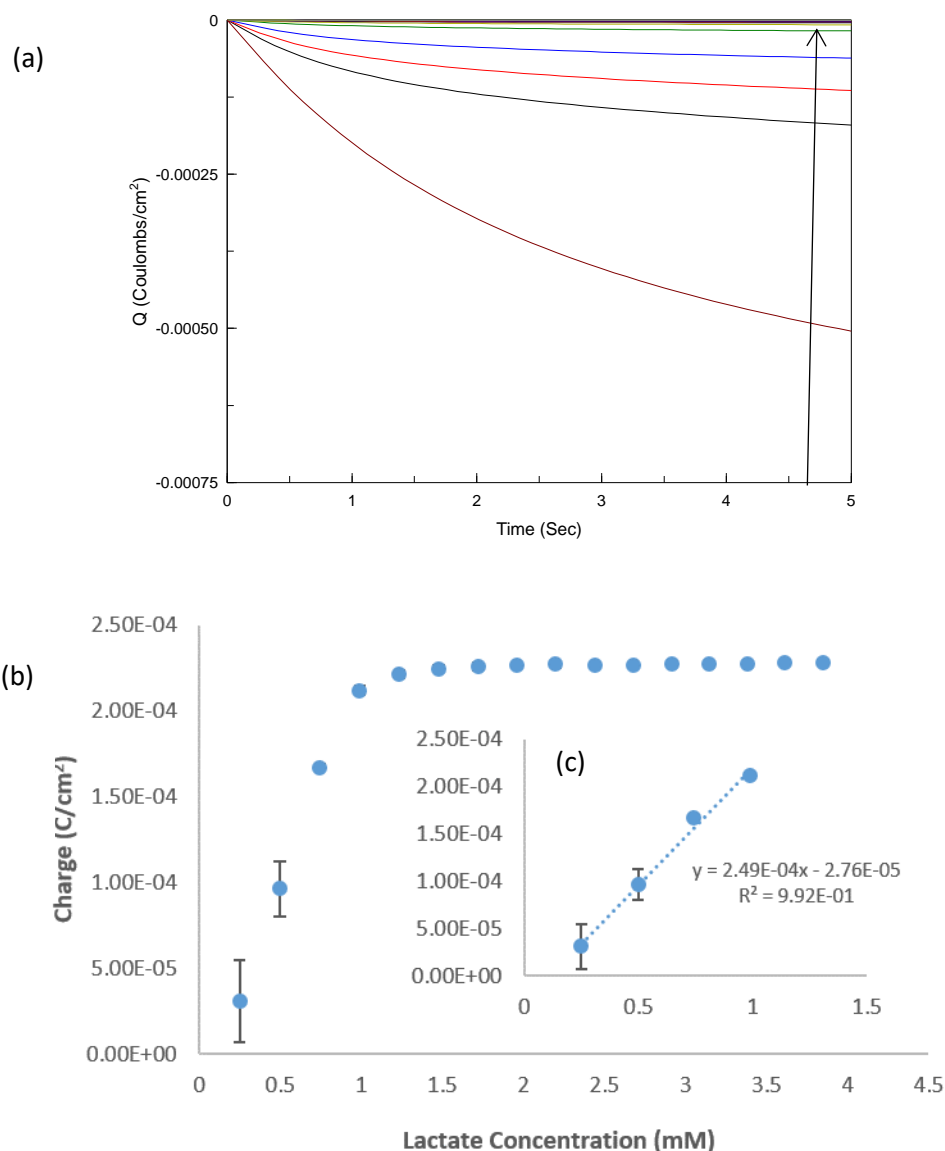 (a)
0
-0.00025
-0.00050
-0.00075
Q (Coulombs/cm²)
0 1 2 3 4 5
Time (Sec)
(b)
2.50E-04
2.00E-04
1.50E-04
1.00E-04
5.00E-05
0.00E+00
Charge (C/cm²)
0 0.5 1 1.5 2 2.5 3 3.5 4 4.5
Lactate Concentration (mM)
(c)
2.50E-04
2.00E-04
1.50E-04
1.00E-04
5.00E-05
0.00E+00
0 0.5 1 1.5
y = 2.49E-04x - 2.76E-05
R² = 9.92E-01